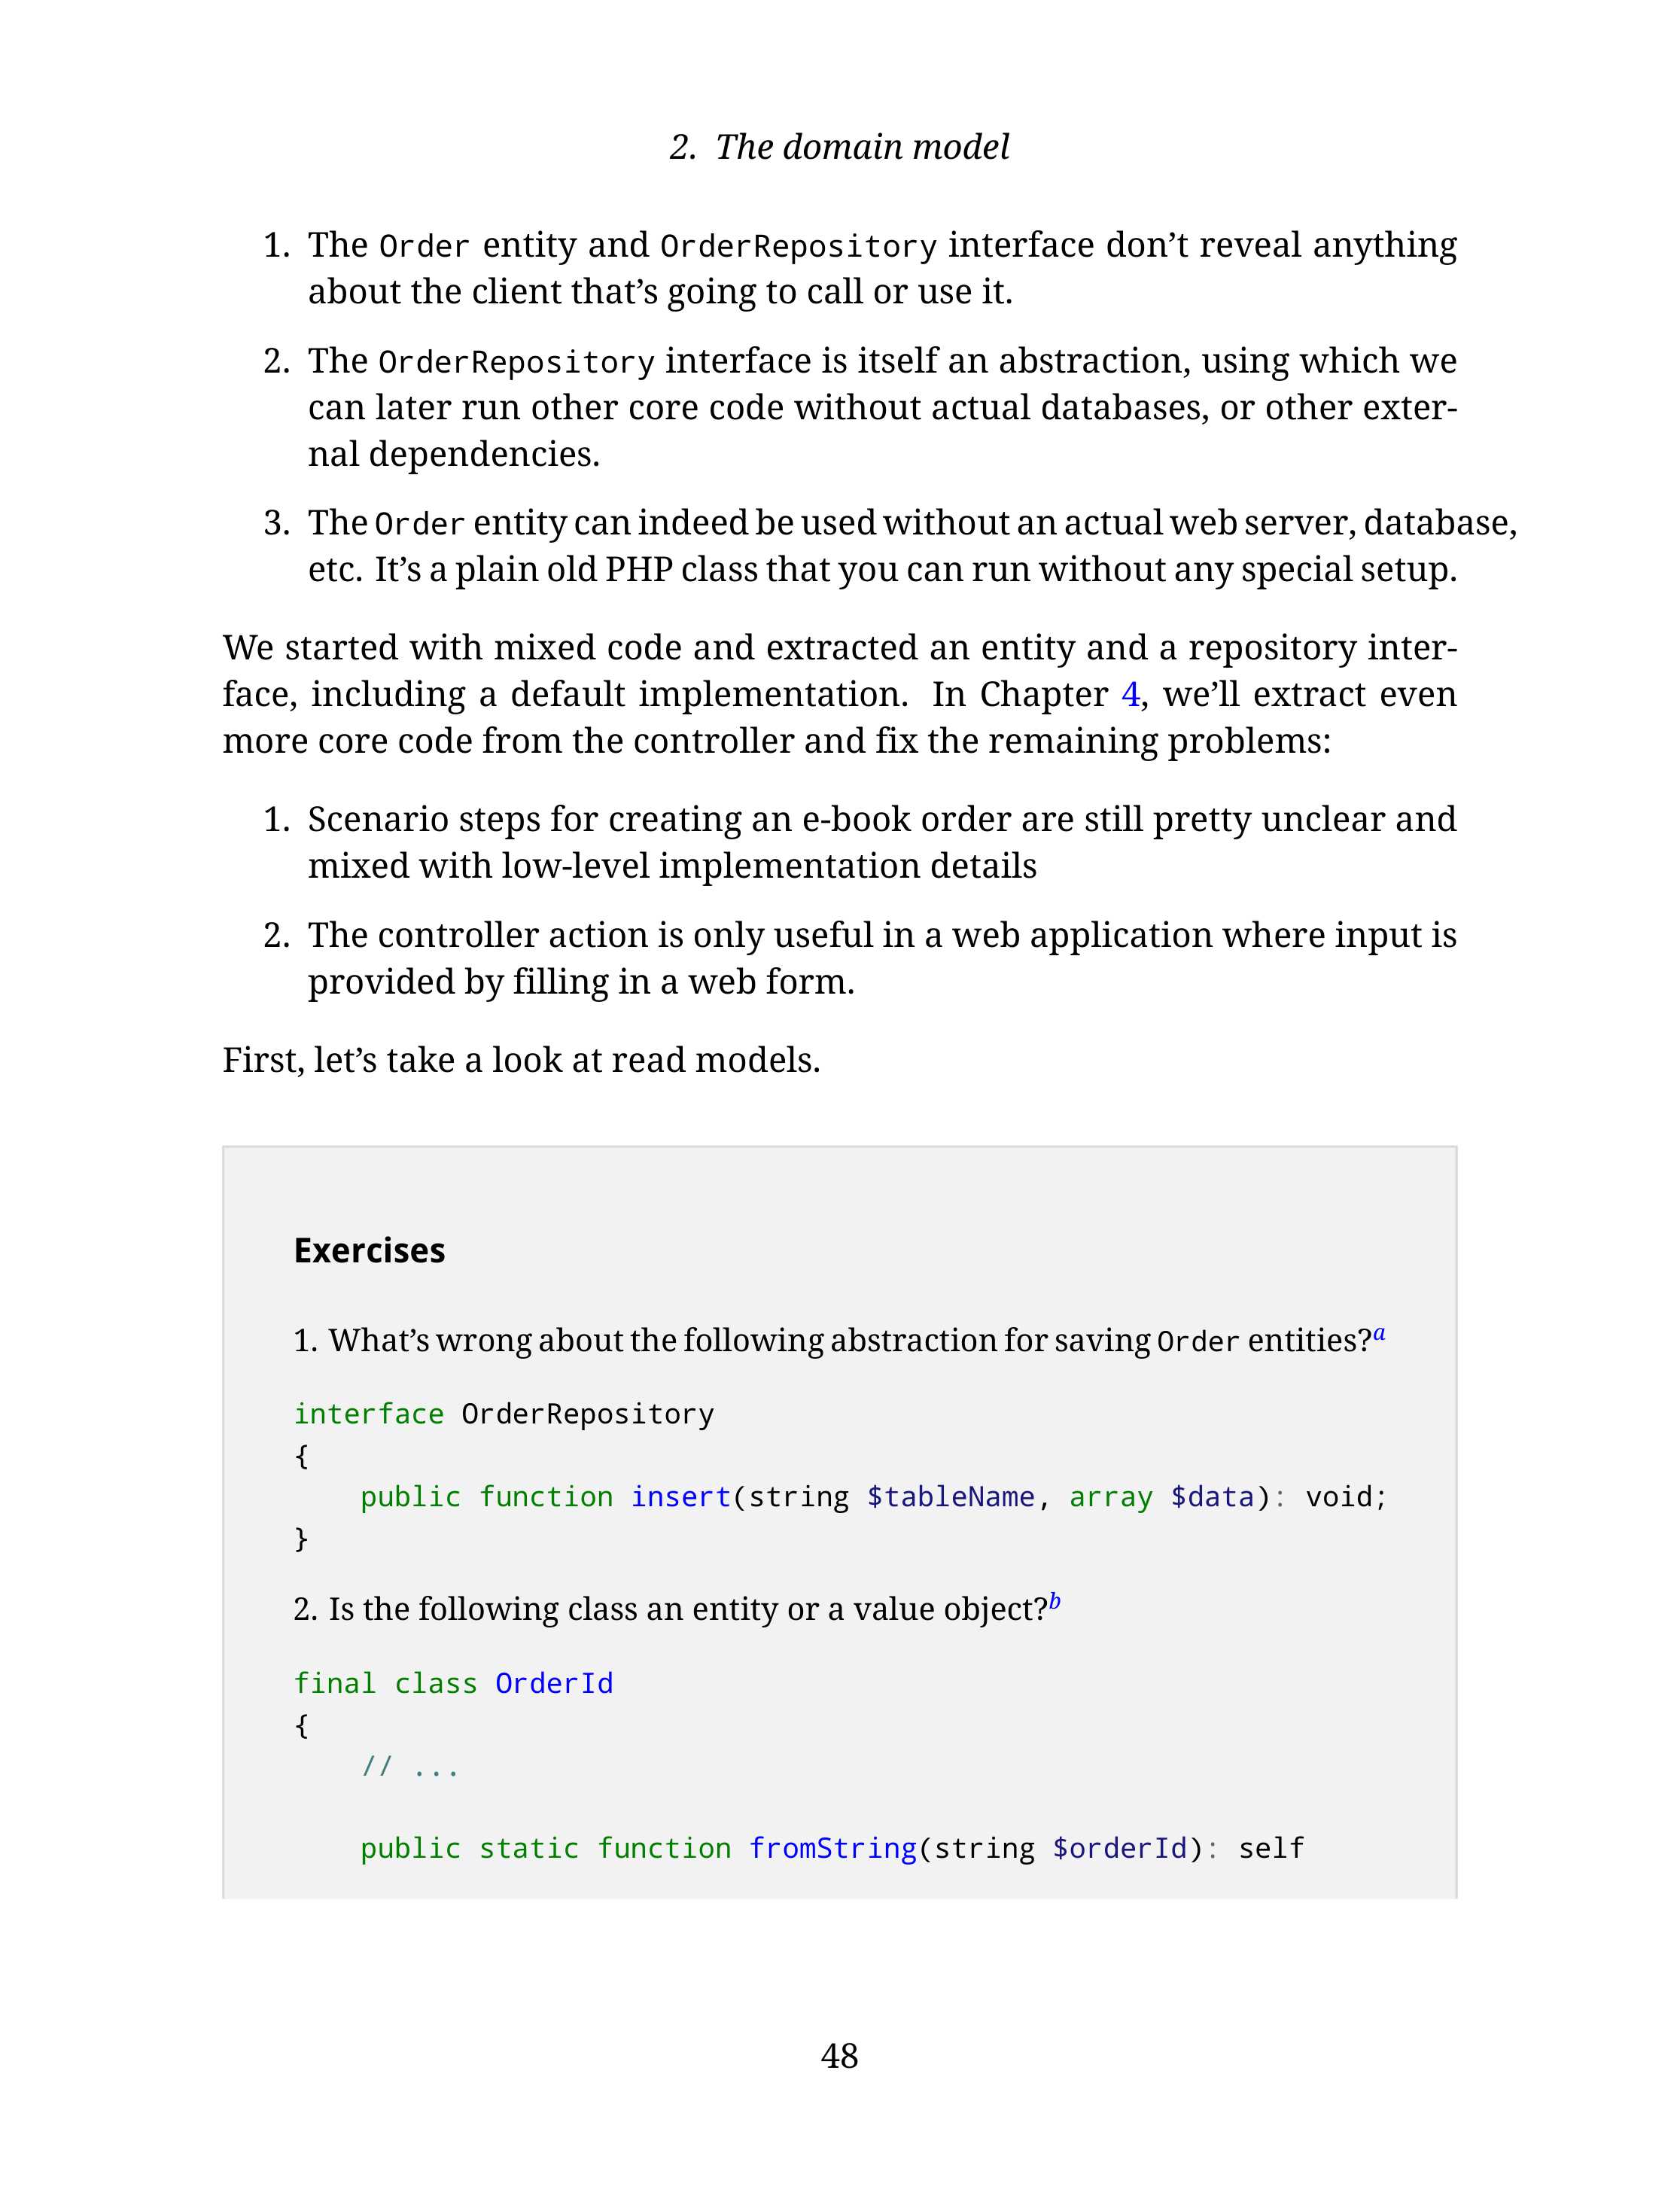 2. The domain model
1. The Order entity and OrderRepository interface don’t reveal anything
about the client that’s going to call or use it.
2. The OrderRepository interface is itself an abstraction, using which we
can later run other core code without actual databases, or other exter-
nal dependencies.
3. The Order entity can indeed be used without an actual web server, database,
etc. It’s a plain old PHP class that you can run without any special setup.
We started with mixed code and extracted an entity and a repository inter-
face, including a default implementation. In Chapter 4, we’ll extract even
more core code from the controller and fix the remaining problems:
1. Scenario steps for creating an e-book order are still pretty unclear and
mixed with low-level implementation details
2. The controller action is only useful in a web application where input is
provided by filling in a web form.
First, let’s take a look at read models.
Exercises
1. What’s wrong about the following abstraction for saving Order entities?a
interface OrderRepository
{
    public function insert(string $tableName, array $data): void;
}
2. Is the following class an entity or a value object?b
final class OrderId
{
    // ...
    public static function fromString(string $orderId): self
48